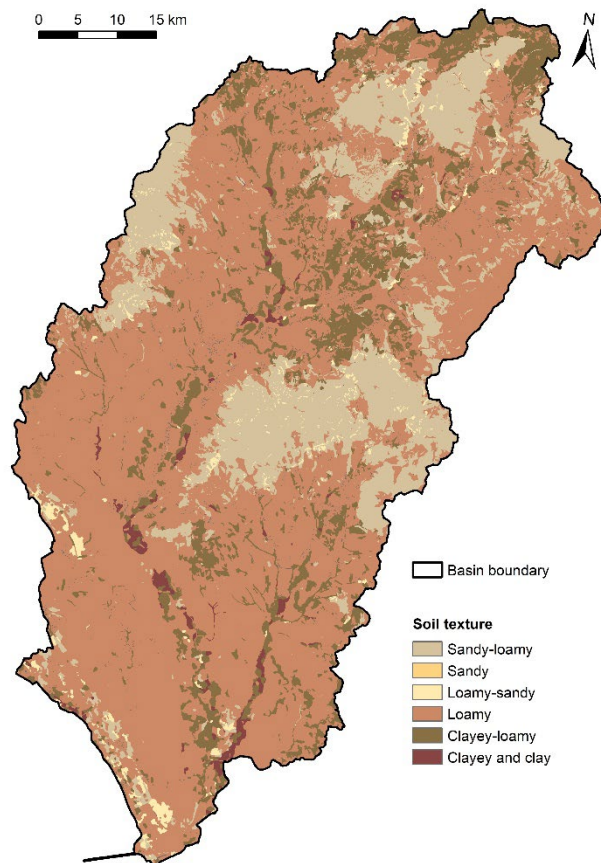 0 5 10 15 km
N
Basin boundary
Soil texture
Sandy-loamy
Sandy
Loamy-sandy
Loamy
Clayey-loamy
Clayey and clay